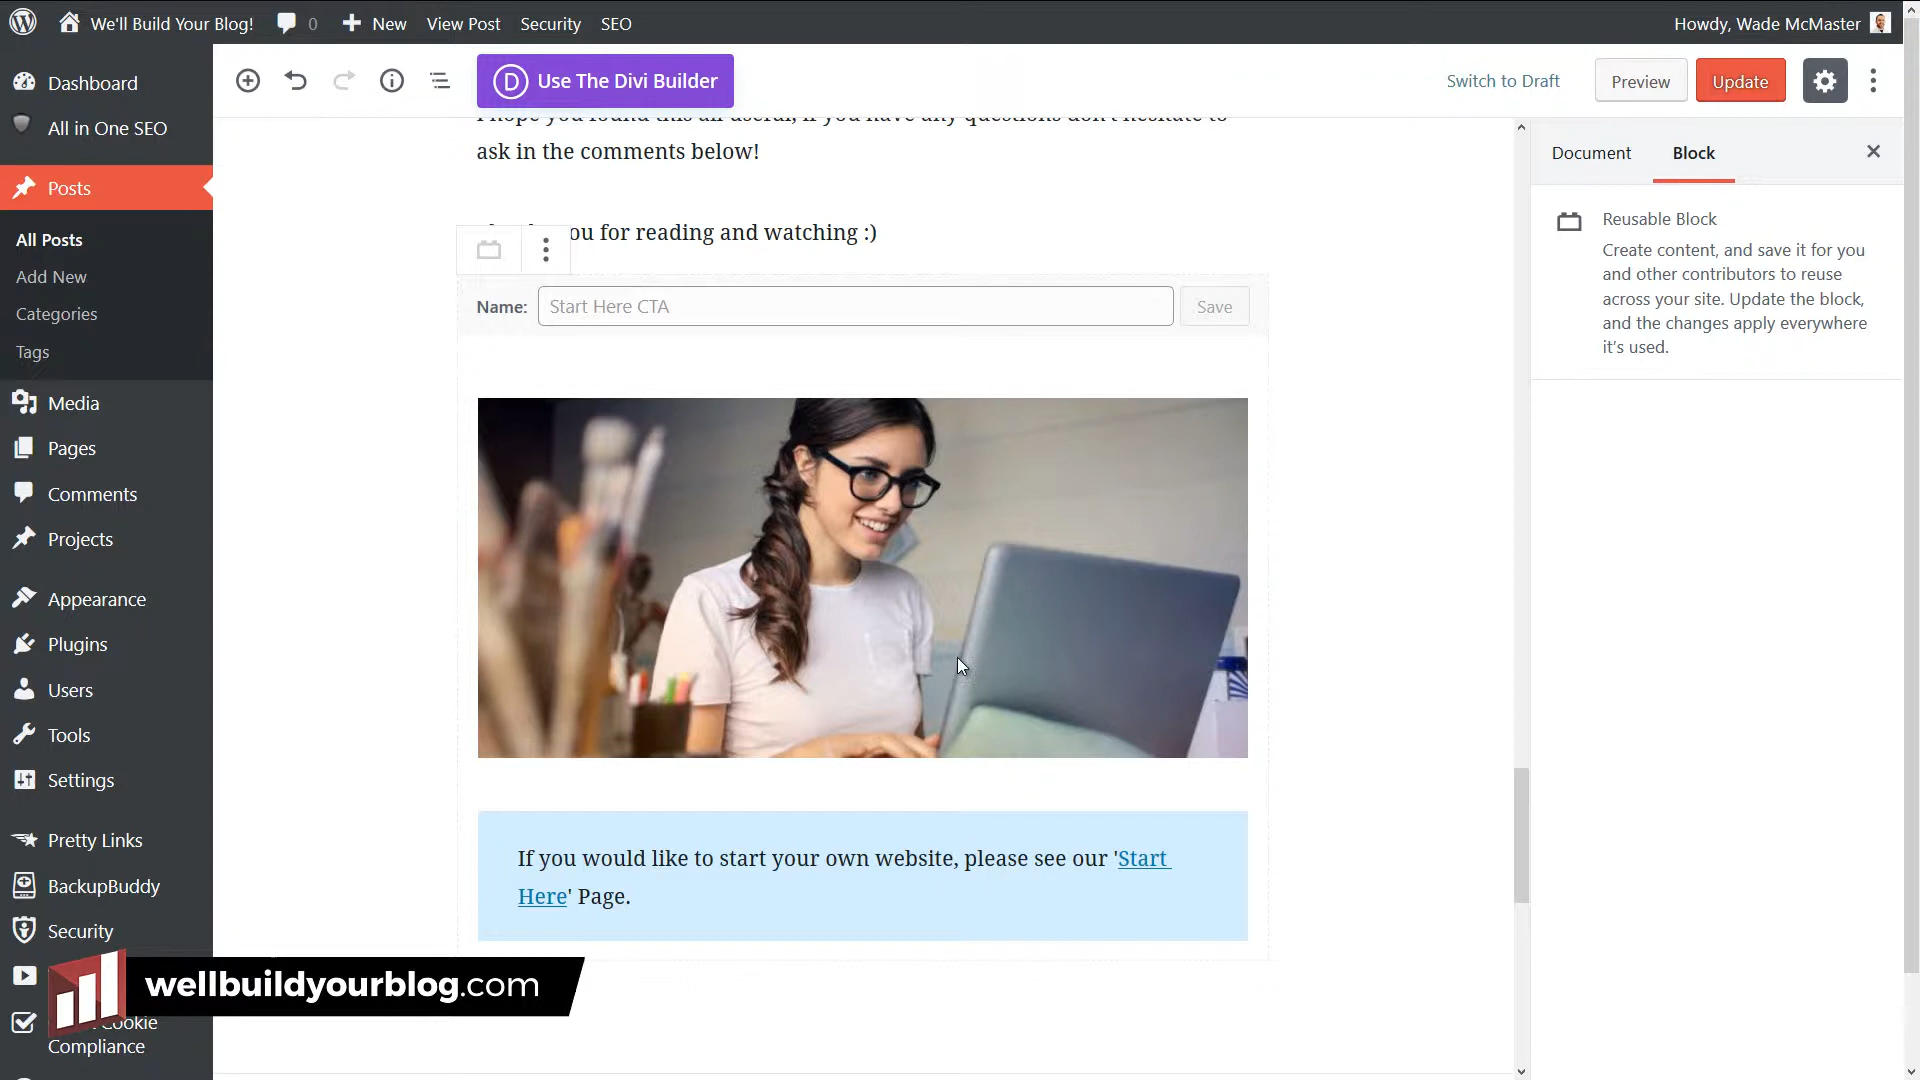 We'll Build Your Blog!
0
New
View Post
Security
SEO
Howdy, Wade McMaster
Dashboard
All in One SEO
Posts
All Posts
Add New
Categories
Tags
Media
Pages
Comments
Projects
Appearance
Plugins
Users
Tools
Settings
Pretty Links
BackupBuddy
Security
Cookie
Compliance
D Use The Divi Builder
Switch to Draft
Preview
Update
I hope you found this all useful, if you have any questions don't hesitate to
ask in the comments below!
you for reading and watching :)
Name:
Start Here CTA
Save
If you would like to start your own website, please see our 'Start
Here' Page.
Document
Block
Reusable Block
Create content, and save it for you
and other contributors to reuse
across your site. Update the block,
and the changes apply everywhere
it's used.
wellbuildyourblog.com